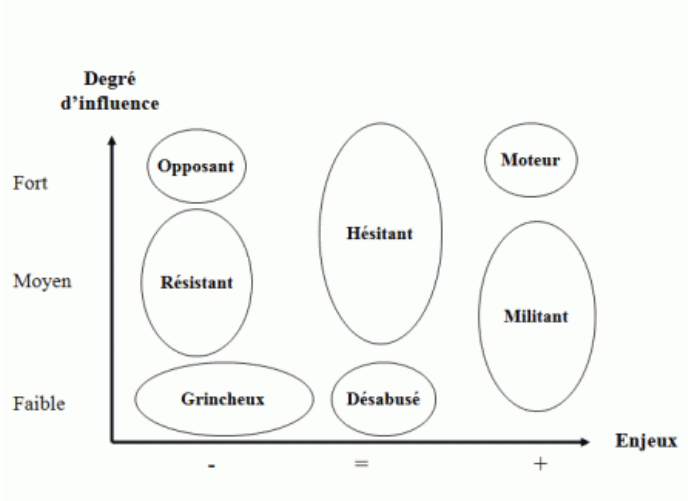 Degré
d'influence
Opposant
Moteur
Fort
Hésitant
Moyen
Résistant
Militant
Grincheux
Désabusé
Faible
Enjeux
-
=
+